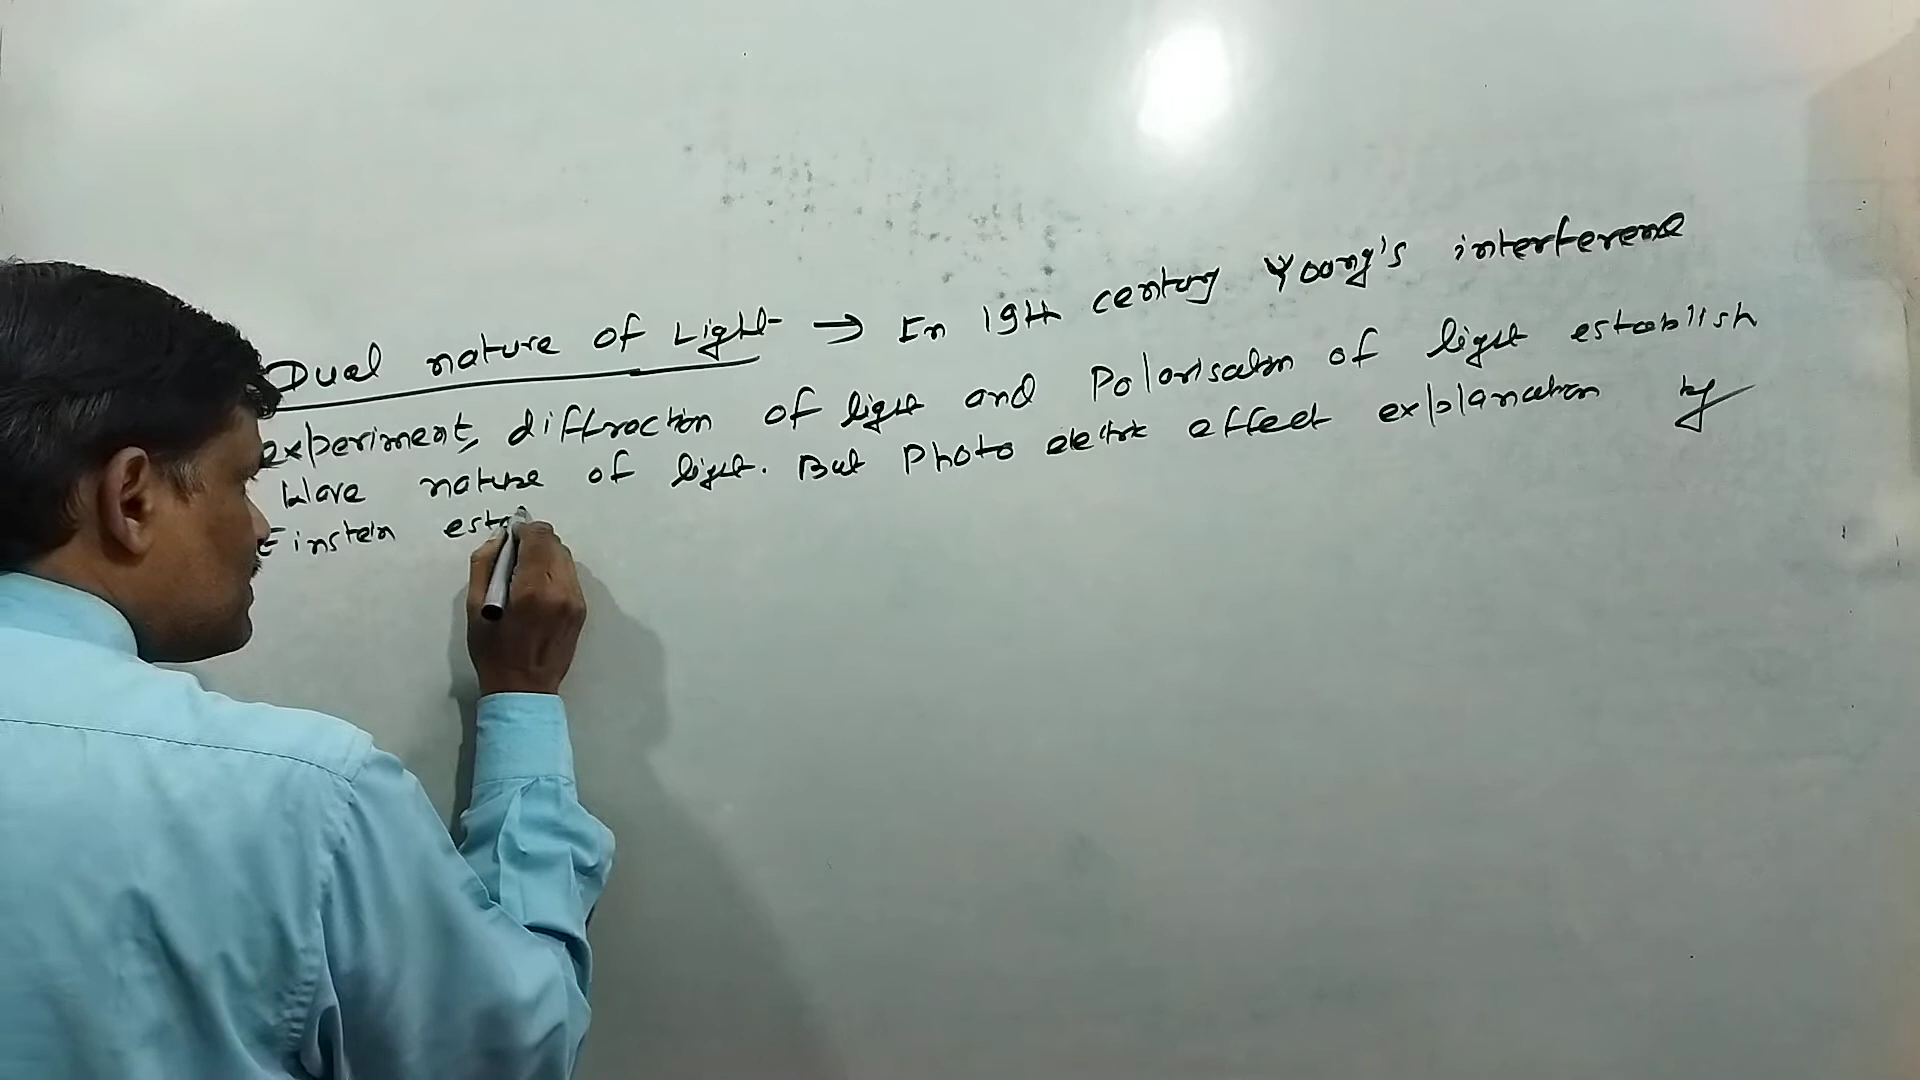 Dual nature of Light → In 19th century Young's interference
experiment, diffraction of light and Polarisation of light establish
wave nature of light. But Photo electric effect explanation by
Einstein esta